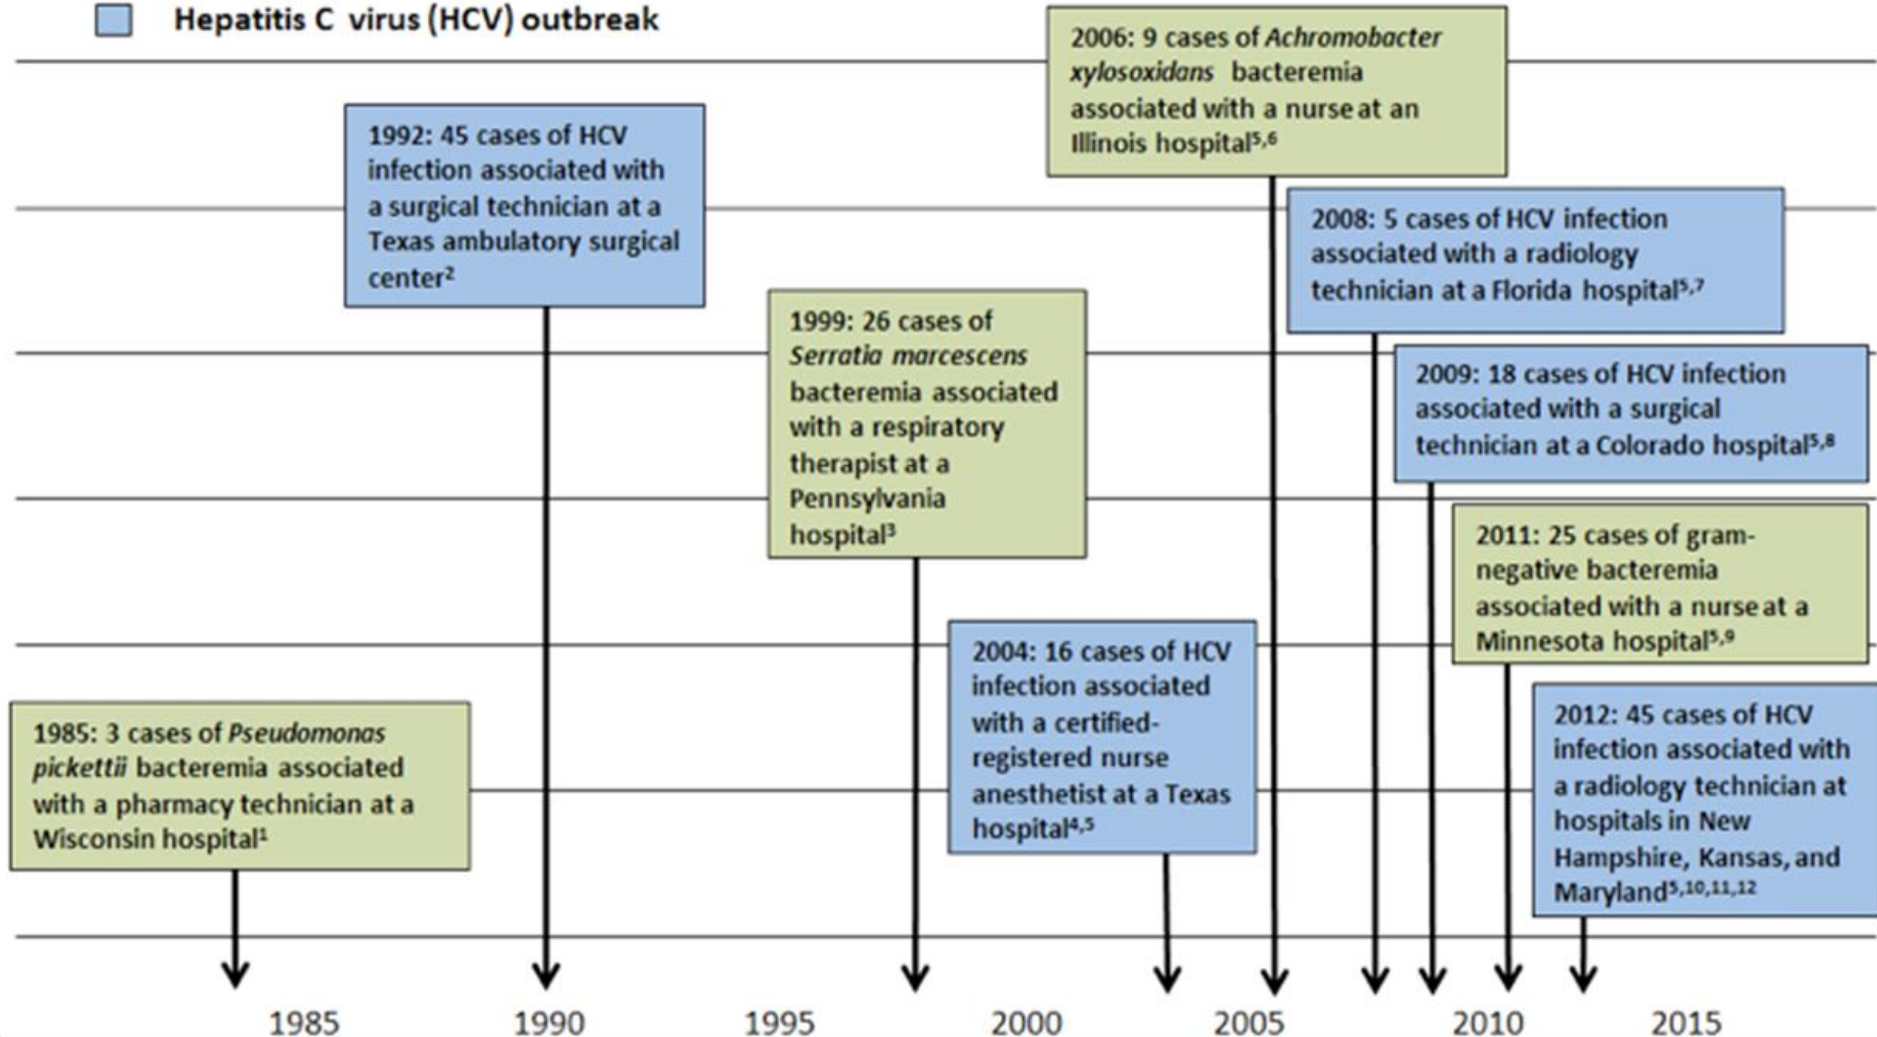 Hepatitis C virus (HCV) outbreak
2006: 9 cases of Achromobacter
xylosoxidans bacteremia
associated with a nurse at an
Illinois hospital⁵,⁶
1992: 45 cases of HCV
infection associated with
a surgical technician at a
Texas ambulatory surgical
center²
2008: 5 cases of HCV infection
associated with a radiology
technician at a Florida hospital⁵,⁷
1999: 26 cases of
Serratia marcescens
bacteremia associated
with a respiratory
therapist at a
Pennsylvania
hospital³
2009: 18 cases of HCV infection
associated with a surgical
technician at a Colorado hospital⁵,⁸
2011: 25 cases of gram-
negative bacteremia
associated with a nurse at a
Minnesota hospital⁵,⁹
2004: 16 cases of HCV
infection associated
with a certified-
registered nurse
anesthetist at a Texas
hospital⁴,⁵
1985: 3 cases of Pseudomonas
pickettii bacteremia associated
with a pharmacy technician at a
Wisconsin hospital¹
2012: 45 cases of HCV
infection associated with
a radiology technician at
hospitals in New
Hampshire, Kansas, and
Maryland⁵,¹⁰,¹¹,¹²
1985 1990 1995 2000 2005 2010 2015